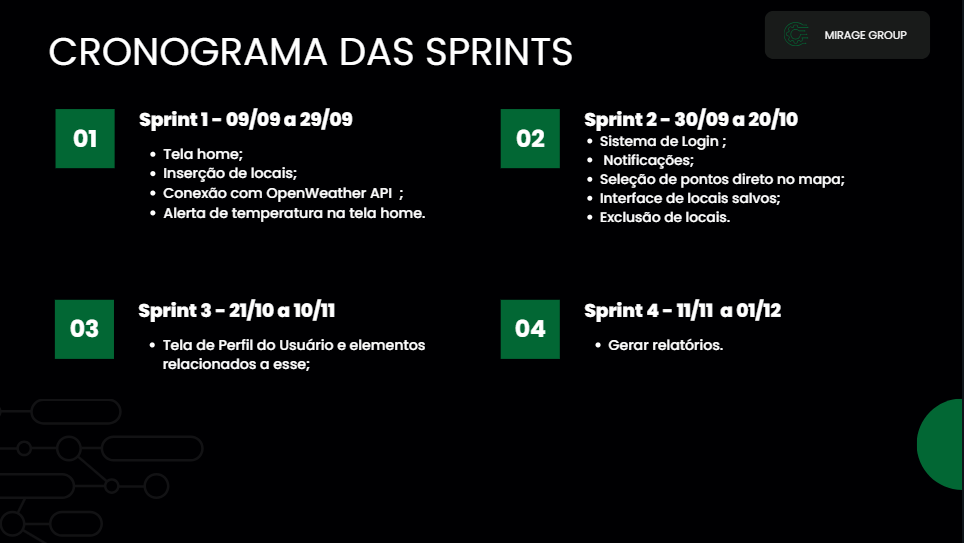 CRONOGRAMA DAS SPRINTS
MIRAGE GROUP
01
Sprint 1 - 09/09 a 29/09
• Tela home;
• Inserção de locais;
• Conexão com OpenWeather API ;
• Alerta de temperatura na tela home.
02
Sprint 2 - 30/09 a 20/10
• Sistema de Login ;
• Notificações;
• Seleção de pontos direto no mapa;
• Interface de locais salvos;
• Exclusão de locais.
03
Sprint 3 - 21/10 a 10/11
• Tela de Perfil do Usuário e elementos
relacionados a esse;
04
Sprint 4 - 11/11 a 01/12
• Gerar relatórios.